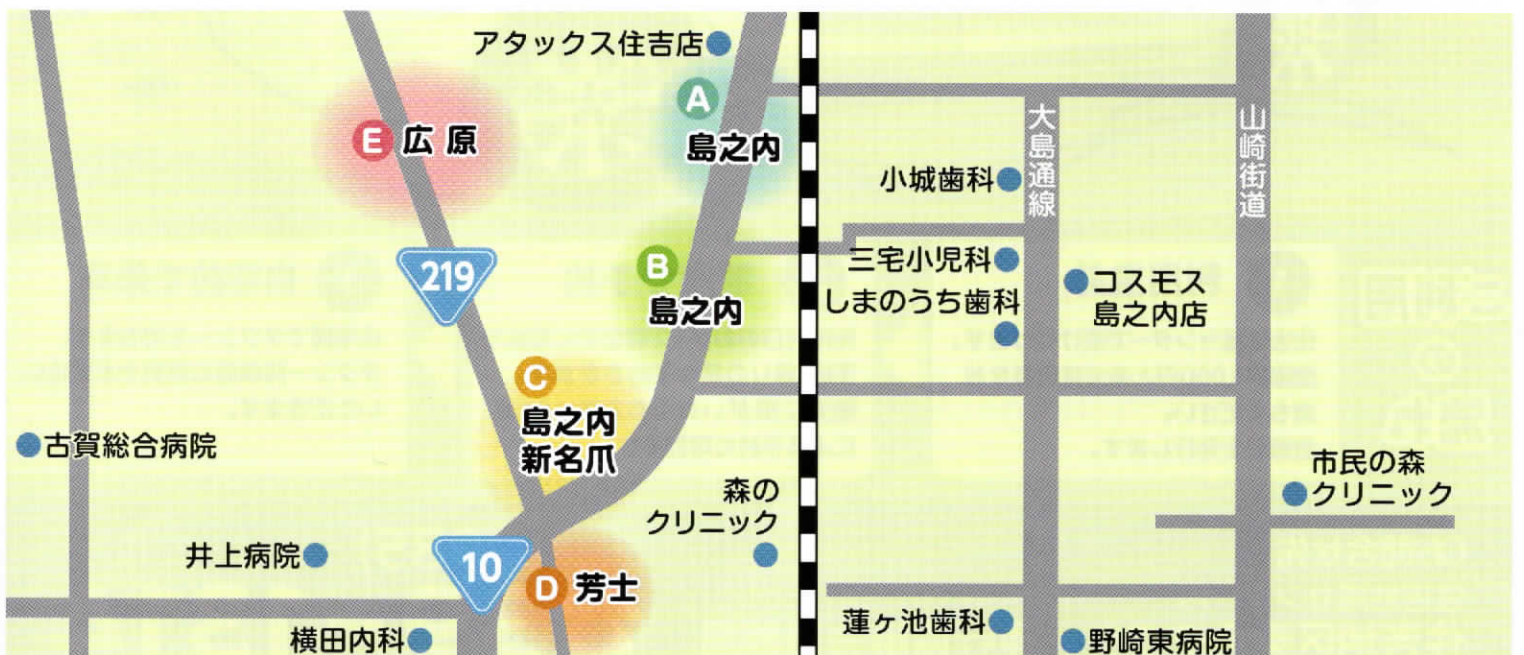 アタックス住吉店
A
島之内
E 広原
大島通線
山崎街道
小城歯科
219
B
島之内
三宅小児科
しまのうち歯科
コスモス
島之内店
C
島之内
新名爪
古賀総合病院
森の
クリニック
市民の森
クリニック
井上病院
10
D 芳士
横田内科
蓮ヶ池歯科
野崎東病院